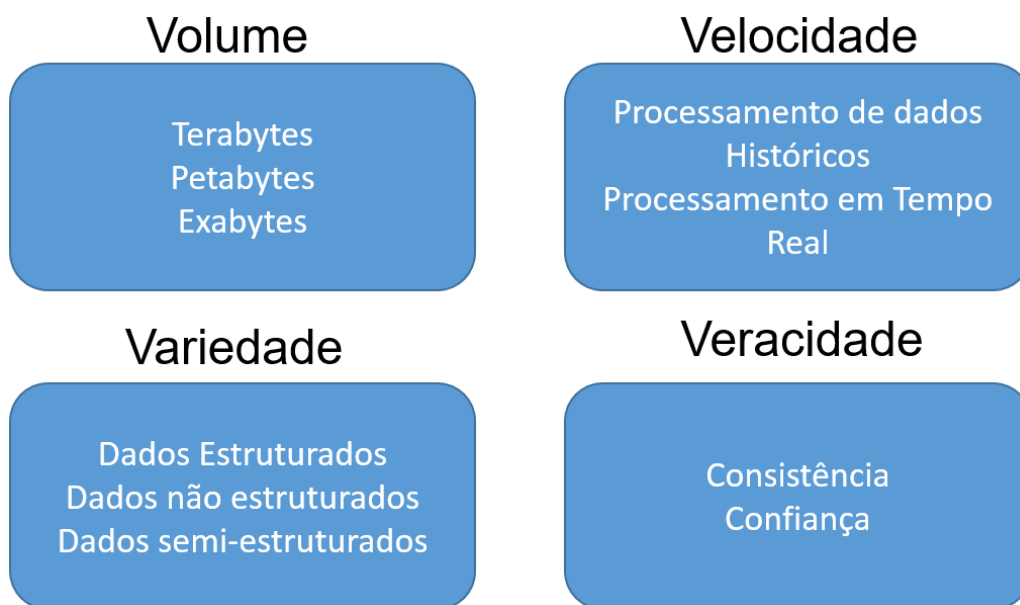 Volume
Terabytes
Petabytes
Exabytes
Velocidade
Processamento de dados
Históricos
Processamento em Tempo
Real
Variedade
Dados Estruturados
Dados não estruturados
Dados semi-estruturados
Veracidade
Consistência
Confiança